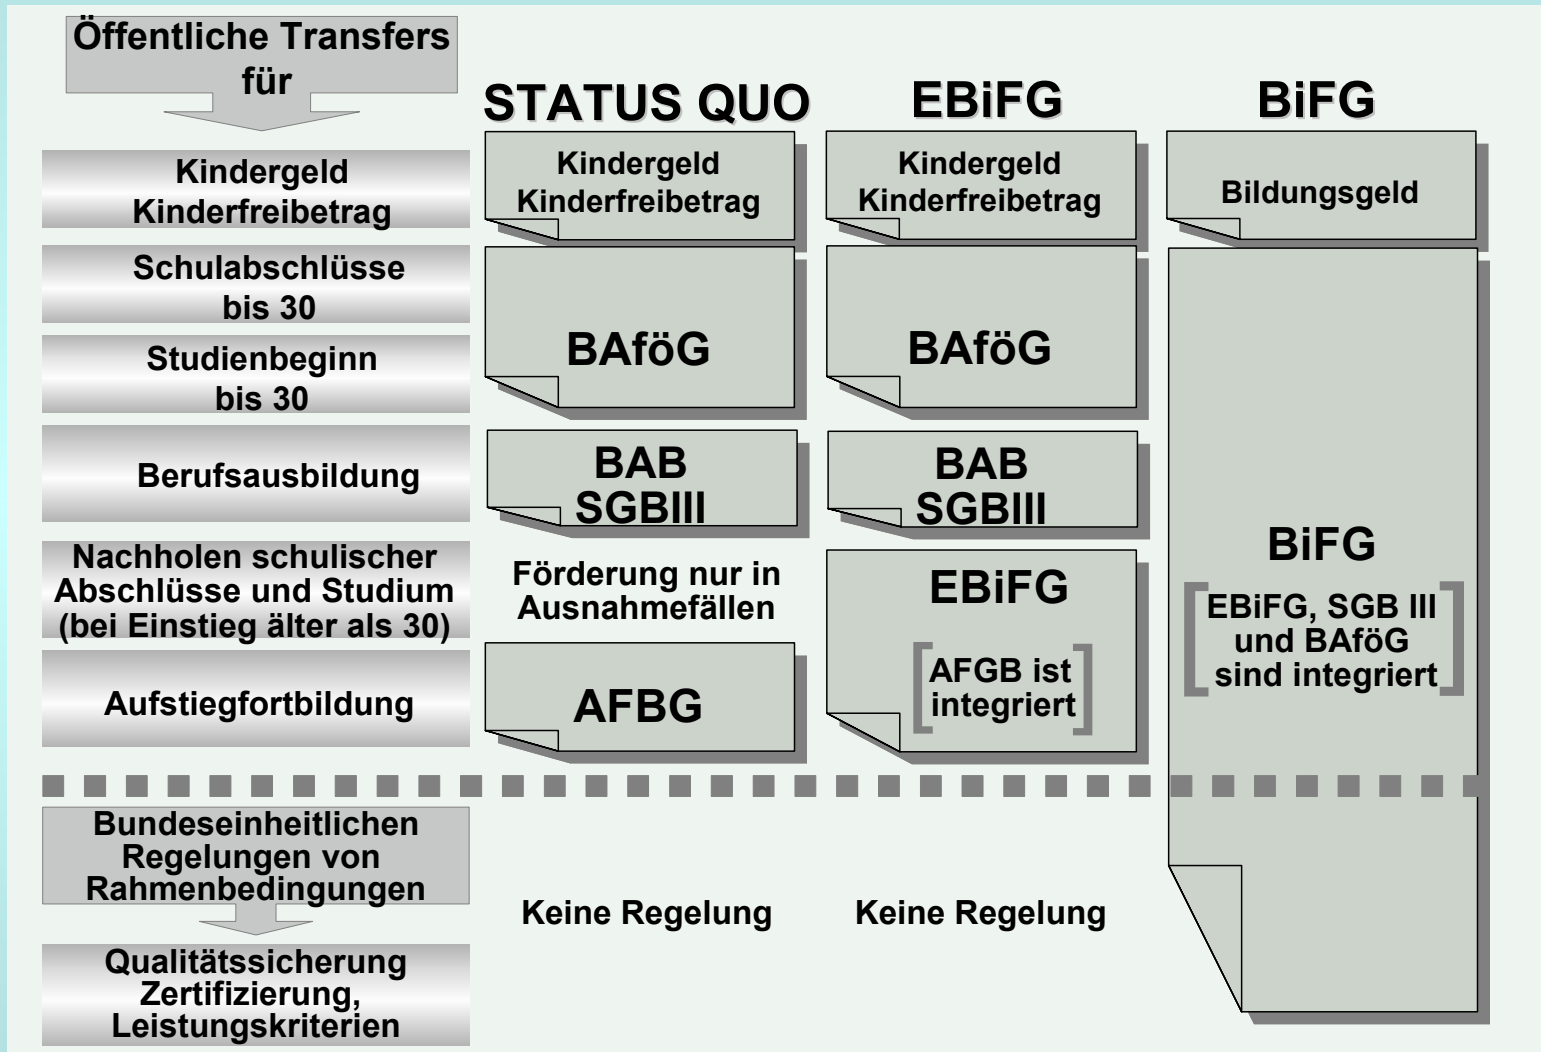 Öffentliche Transfers
für
STATUS QUO
EBiFG
BiFG
Kindergeld
Kinderfreibetrag
Kindergeld
Kinderfreibetrag
Kindergeld
Kinderfreibetrag
Bildungsgeld
Schulabschlüsse
bis 30
Studienbeginn
bis 30
BAföG
BAföG
Berufsausbildung
BAB
SGBIII
BAB
SGBIII
Nachholen schulischer
Abschlüsse und Studium
(bei Einstieg älter als 30)
Förderung nur in
Ausnahmefällen
EBiFG
AFGB ist
integriert
BiFG
EBiFG, SGB III
und BAföG
sind integriert
Aufstiegfortbildung
AFBG
Bundeseinheitlichen
Regelungen von
Rahmenbedingungen
Keine Regelung
Keine Regelung
Qualitätssicherung
Zertifizierung,
Leistungskriterien